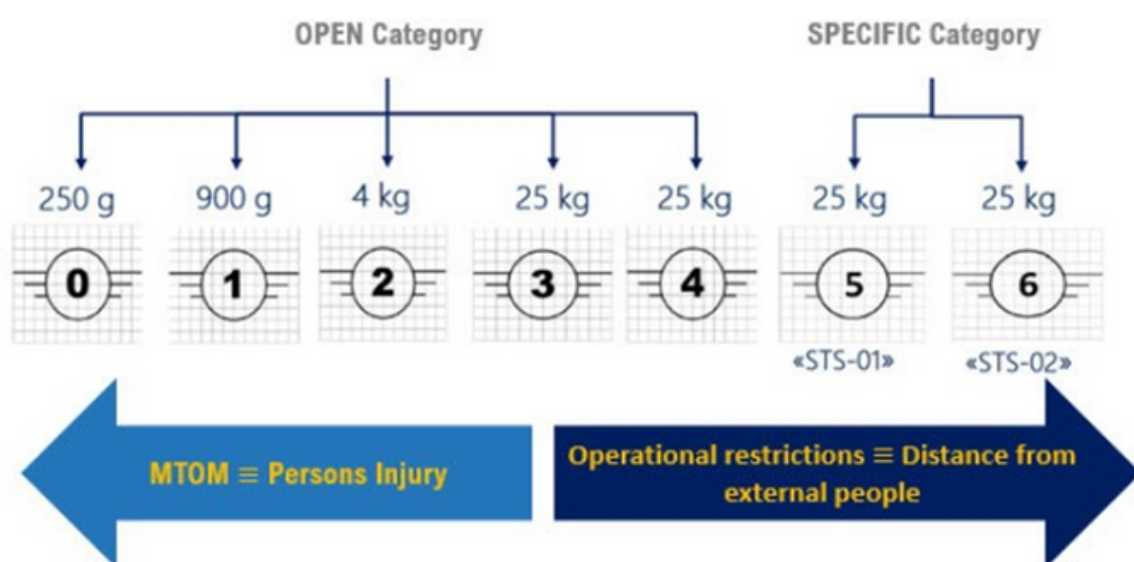 OPEN Category
SPECIFIC Category
250 g
900 g
4 kg
25 kg
25 kg
25 kg
25 kg
0
1
2
3
4
5
6
«STS-01»
«STS-02»
MTOM ≡ Persons Injury
Operational restrictions ≡ Distance from
external people